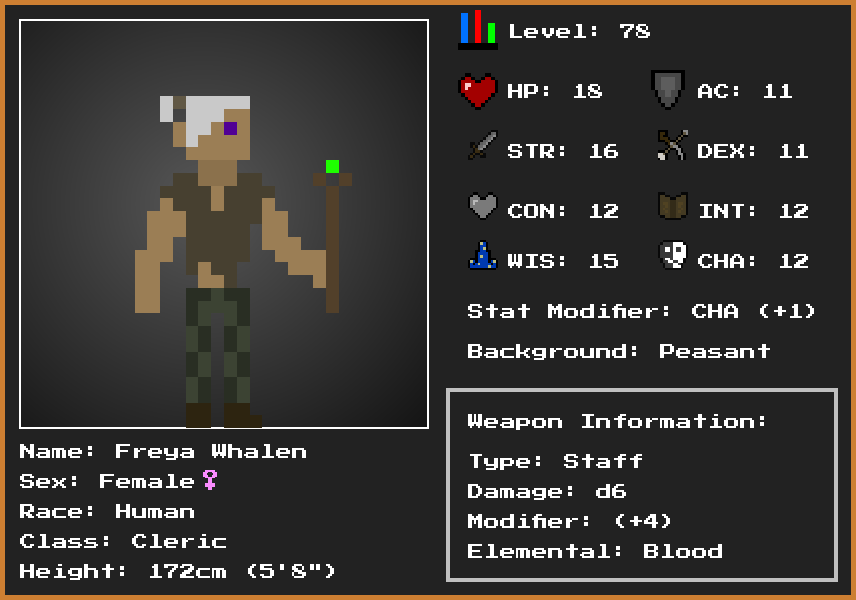 Level: 78
HP: 18 AC: 11
STR: 16 DEX: 11
CON: 12 INT: 12
WIS: 15 CHA: 12
Stat Modifier: CHA (+1)
Background: Peasant
Weapon Information:
Type: Staff
Damage: d6
Modifier: (+4)
Elemental: Blood
Name: Freya Whalen
Sex: Female♀
Race: Human
Class: Cleric
Height: 172cm (5'8")